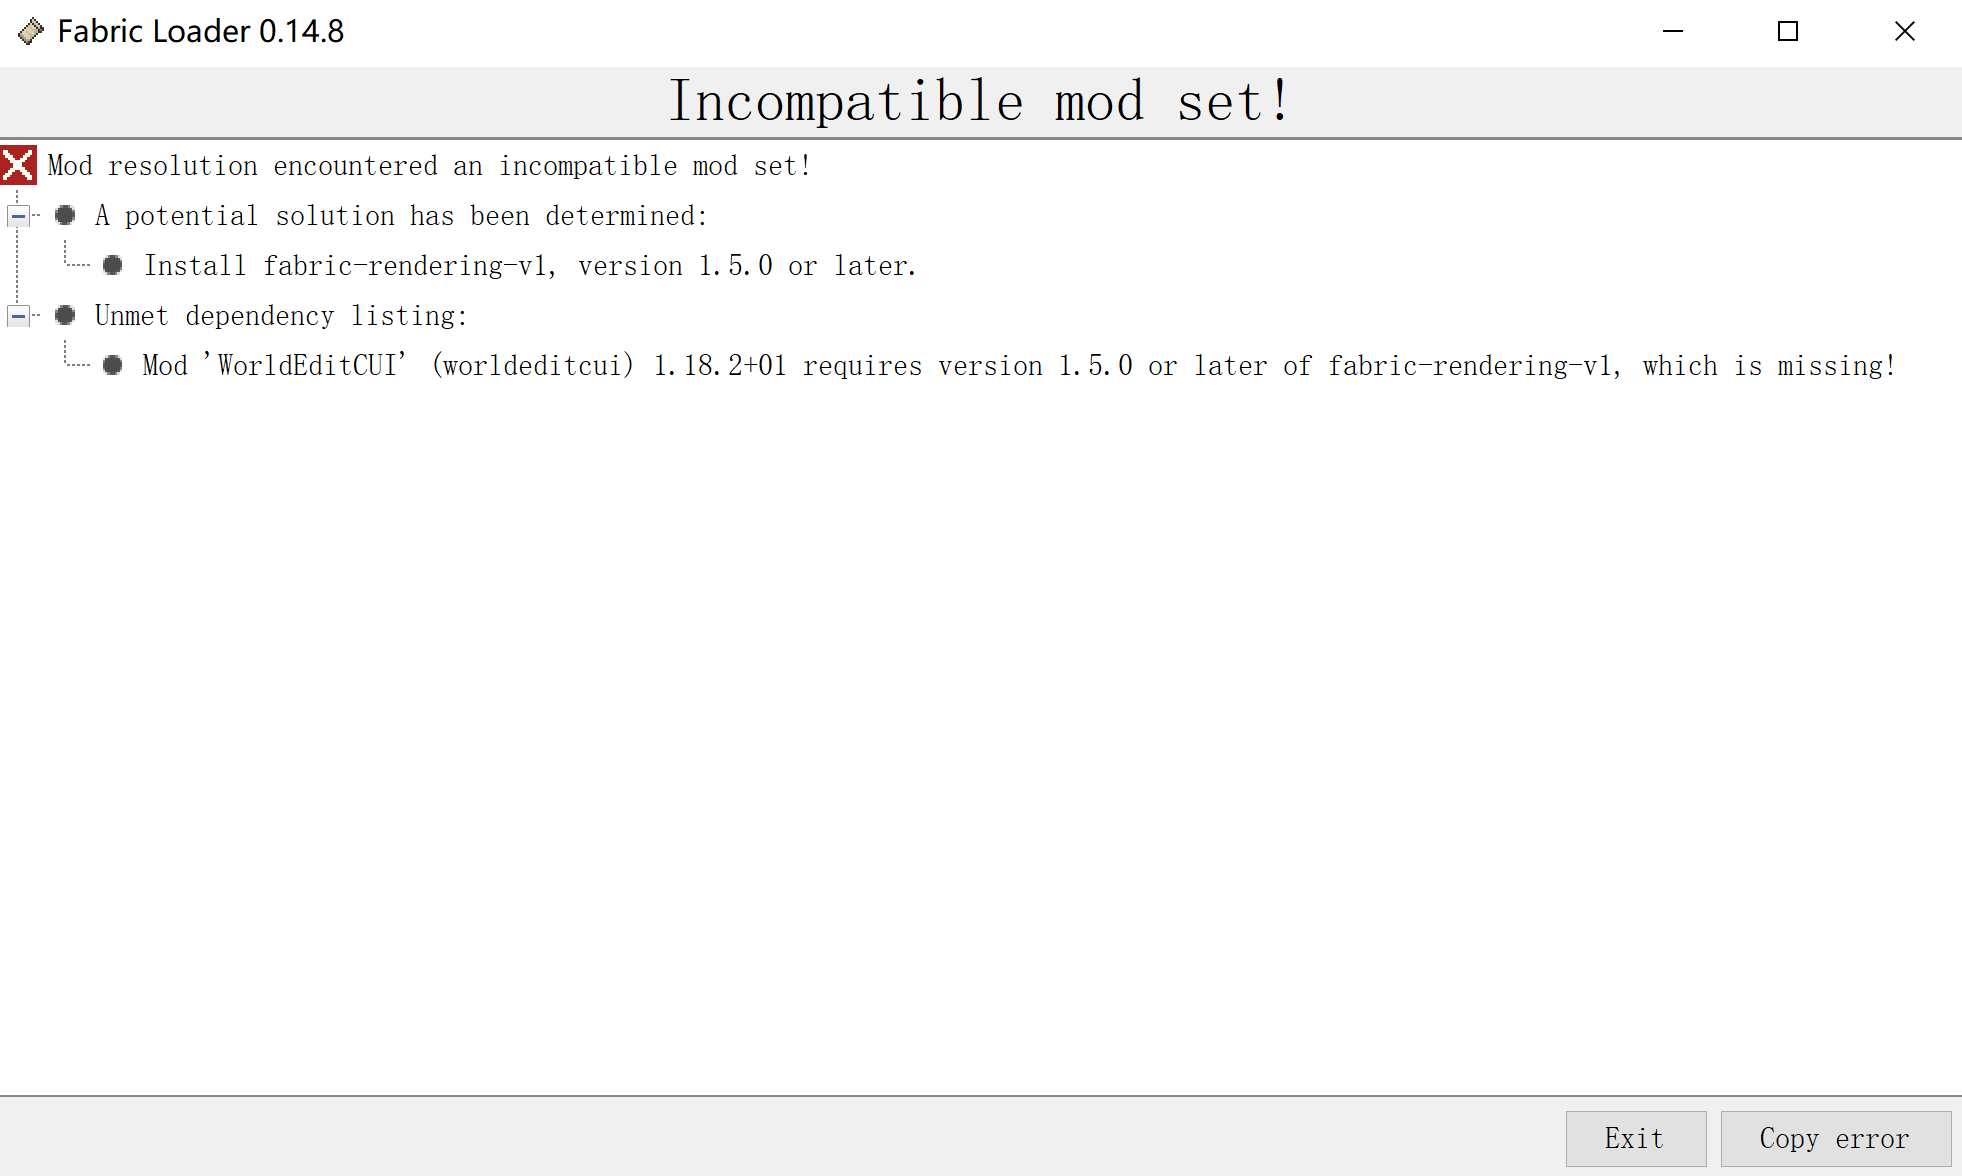 Fabric Loader 0.14.8
Incompatible mod set!
Mod resolution encountered an incompatible mod set!
A potential solution has been determined:
Install fabric-rendering-v1, version 1.5.0 or later.
Unmet dependency listing:
Mod 'WorldEditCUI' (worldeditcui) 1.18.2+01 requires version 1.5.0 or later of fabric-rendering-v1, which is missing!
Exit
Copy error